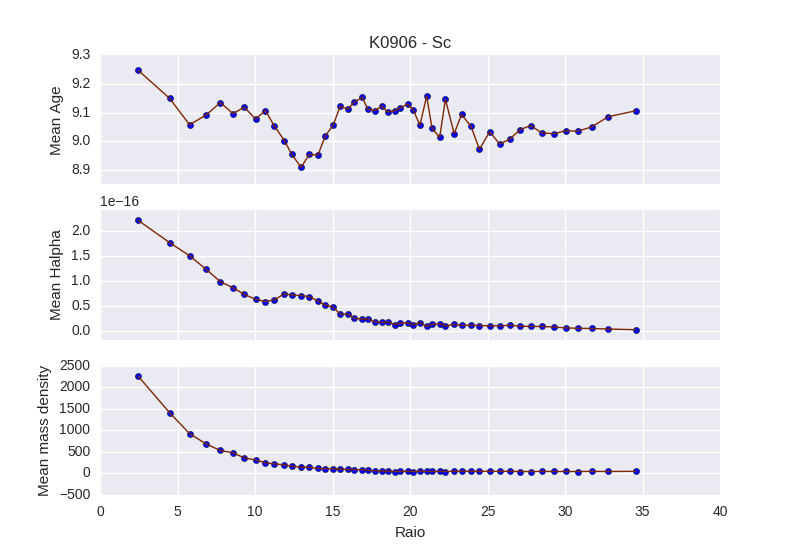 K0906 - Sc
9.3
9.2
9.1
9.0
8.9
Mean Age
1e−16
2.0
1.5
1.0
0.5
0.0
Mean Halpha
2500
2000
1500
1000
500
0
−500
Mean mass density
0 5 10 15 20 25 30 35 40
Raio